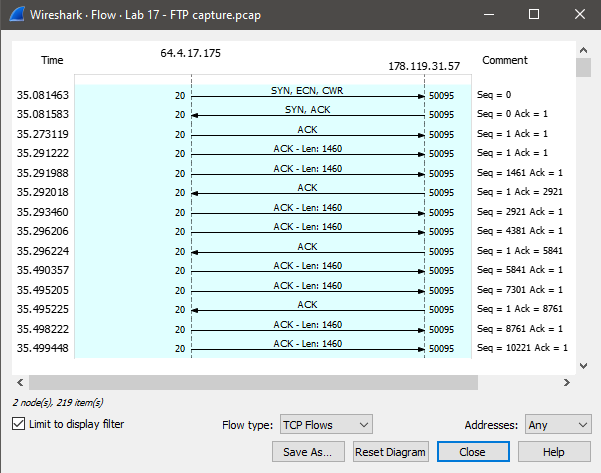 Wireshark · Flow · Lab 17 - FTP capture.pcap
Time 64.4.17.175 178.119.31.57 Comment
35.081463 20 SYN, ECN, CWR 50095 Seq = 0
35.081583 20 SYN, ACK 50095 Seq = 0 Ack = 1
35.273119 20 ACK 50095 Seq = 1 Ack = 1
35.291222 20 ACK - Len: 1460 50095 Seq = 1 Ack = 1
35.291988 20 ACK - Len: 1460 50095 Seq = 1461 Ack = 1
35.292018 20 ACK 50095 Seq = 1 Ack = 2921
35.293460 20 ACK - Len: 1460 50095 Seq = 2921 Ack = 1
35.296206 20 ACK - Len: 1460 50095 Seq = 4381 Ack = 1
35.296224 20 ACK 50095 Seq = 1 Ack = 5841
35.490357 20 ACK - Len: 1460 50095 Seq = 5841 Ack = 1
35.495205 20 ACK - Len: 1460 50095 Seq = 7301 Ack = 1
35.495225 20 ACK 50095 Seq = 1 Ack = 8761
35.498222 20 ACK - Len: 1460 50095 Seq = 8761 Ack = 1
35.499448 20 ACK - Len: 1460 50095 Seq = 10221 Ack = 1
2 node(s), 219 item(s)
Limit to display filter Flow type: TCP Flows Addresses: Any
Save As... Reset Diagram Close Help